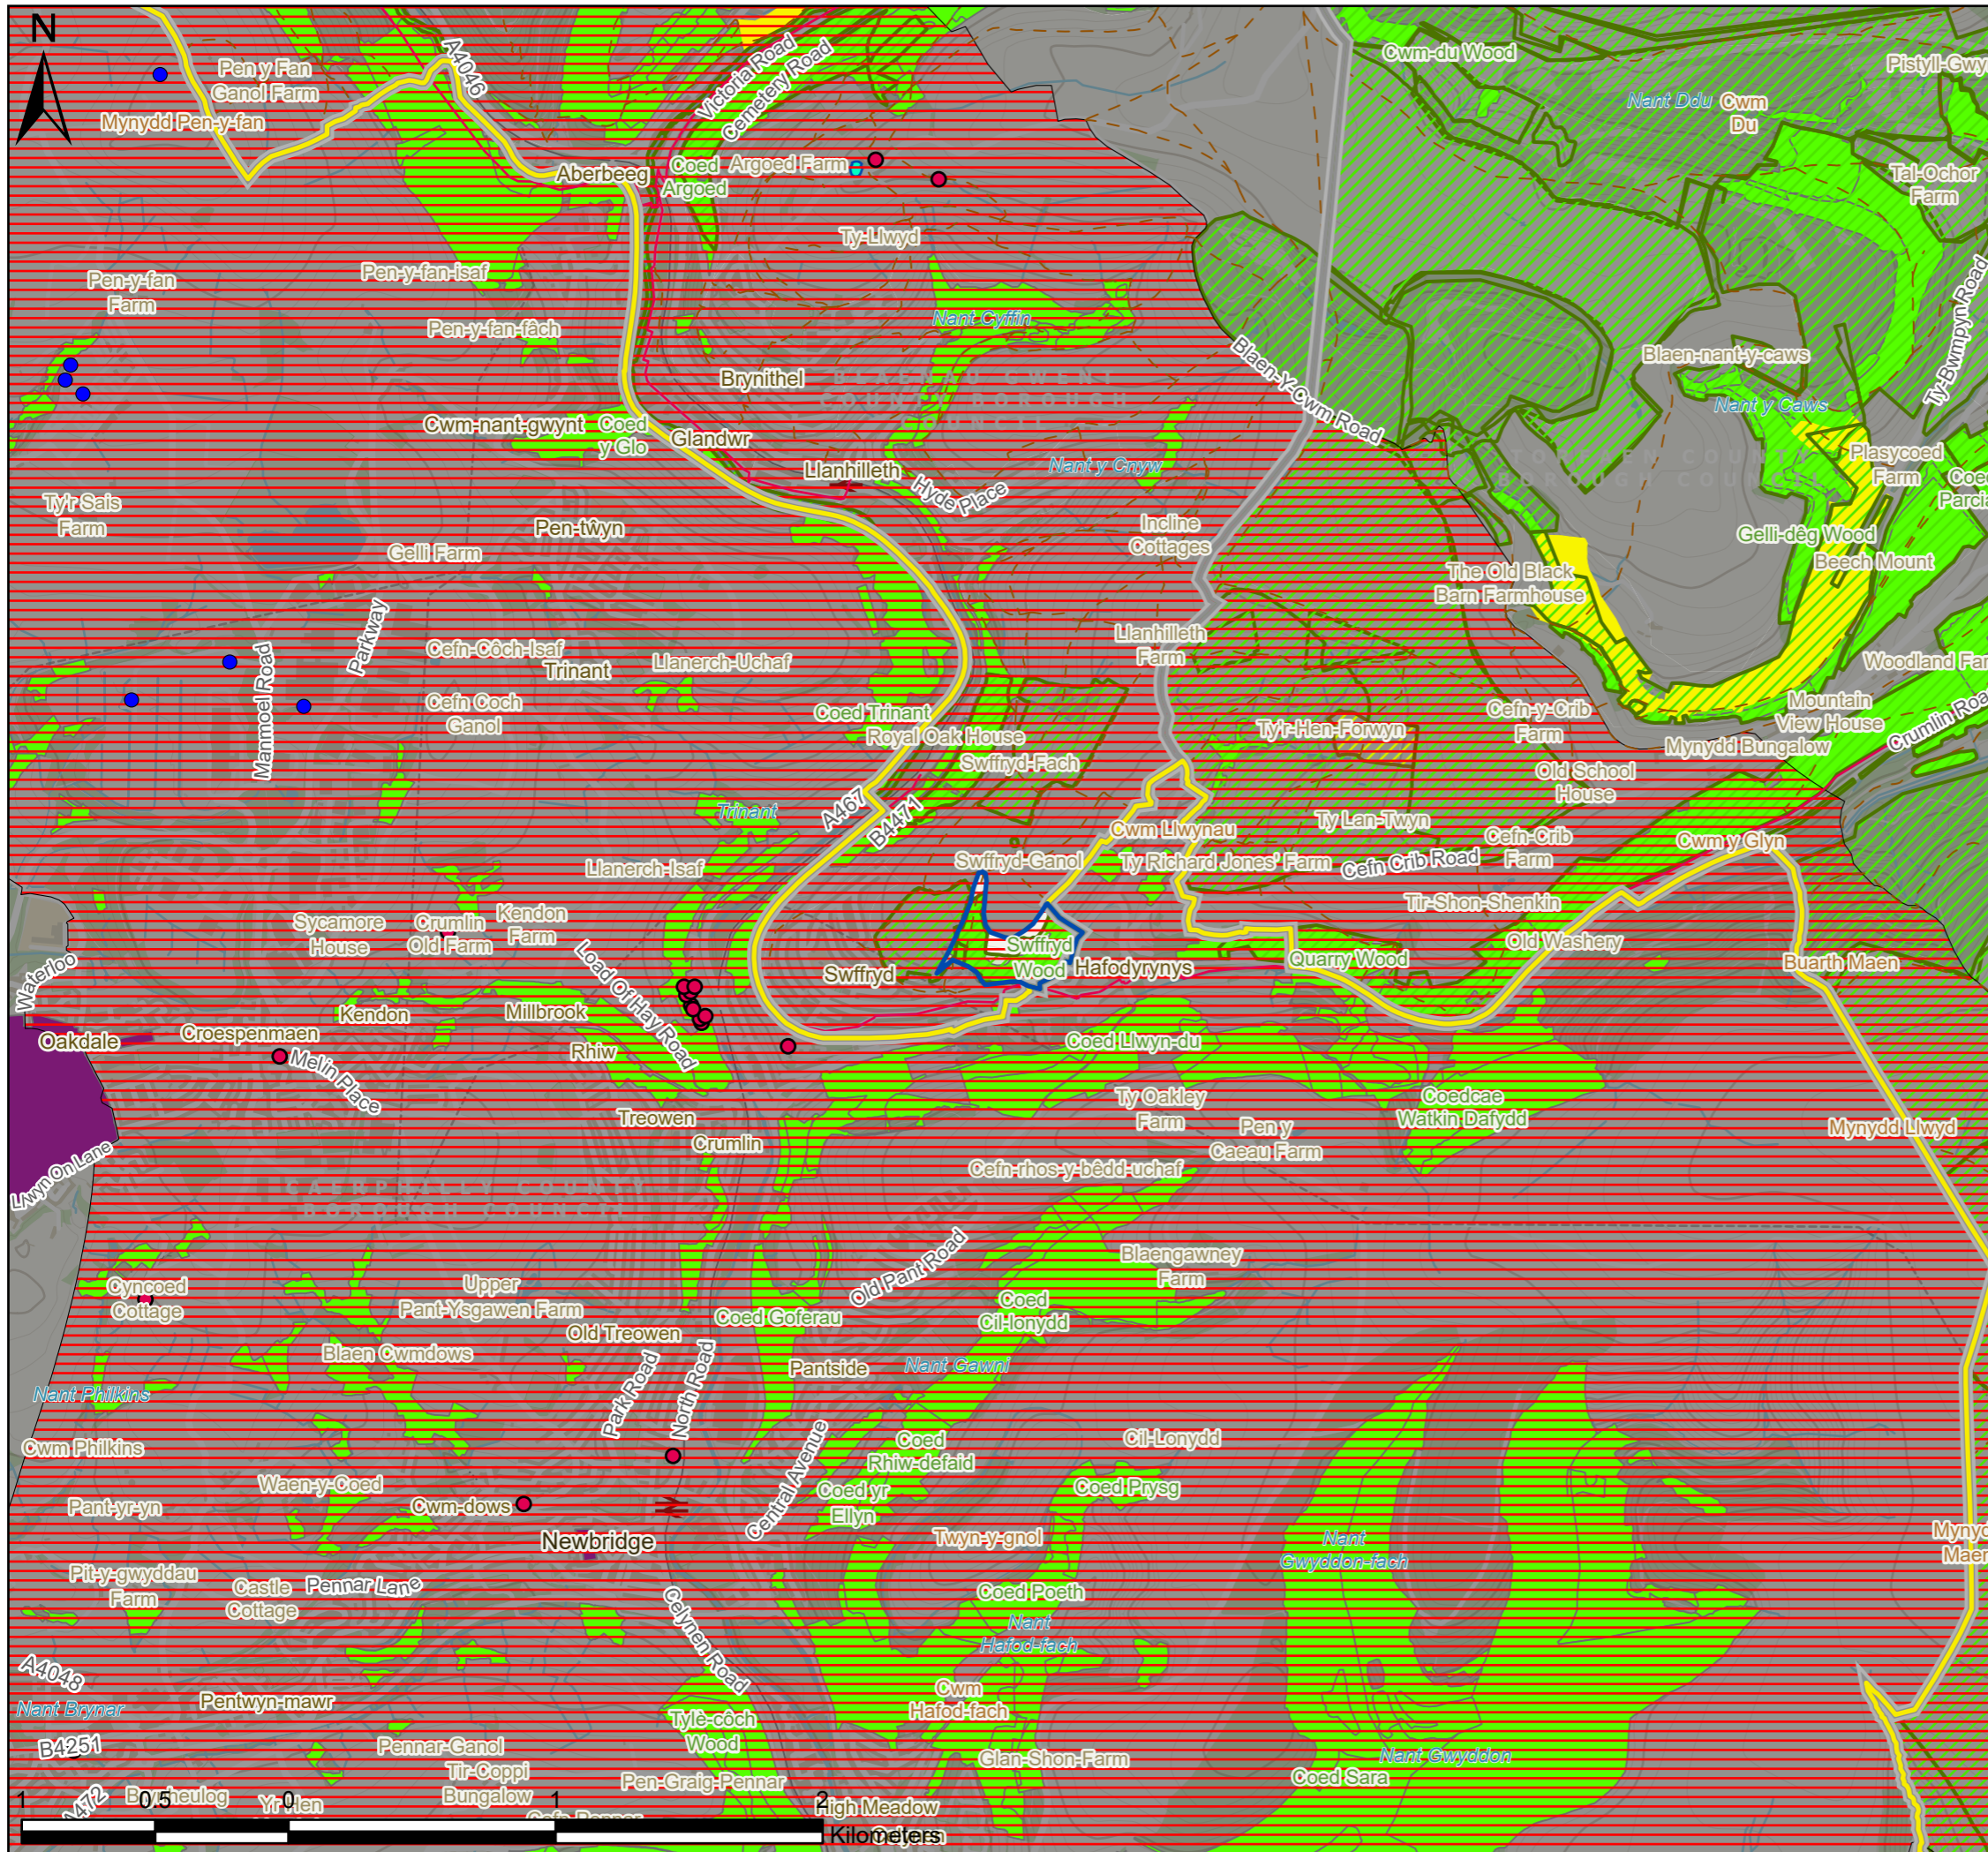 N
Pen y Fan
Ganol Farm
Mynydd Pen-y-fan
A4046
Victoria Road
Cemetery Road
Cwm-du Wood
Nant Ddu
Cwm
Du
Aberbeeg
Coed
Argoed
Argoed Farm
Tal-Ochor
Farm
Ty-Llwyd
Pen-y-fan
Farm
Pen-y-fan-isaf
Pen-y-fan-fâch
Nant Cyffin
Ty-Bwmpyn Road
Blaen-Y-Cwm Road
Blaen-nant-y-caws
Nant y Caws
Brynithel
BLAENAU GWENT
COUNTY BOROUGH
COUNCIL
Cwm-nant-gwynt
Coed
y Glo
Glandwr
Llanhilleth
Nant y Cnyw
Hyde Place
TORFAEN COUNTY
BOROUGH COUNCIL
Plasycoed
Farm
Ty'r Sais
Farm
Pen-tŵyn
Gelli Farm
Incline
Cottages
Gelli-dêg Wood
Beech Mount
The Old Black
Barn Farmhouse
Manmoel Road
Parkway
Cefn-Côch-Isaf
Trinant
Llanerch-Uchaf
Llanhilleth
Farm
Cefn Coch
Ganol
Coed Trinant
Royal Oak House
Swffryd-Fach
Ty'r-Hen-Forwyn
Cefn-y-Crib
Farm
Mountain
View House
Mynydd Bungalow
Old School
House
Trinant
A467
B4471
Cwm Llwynau
Ty Lan-Twyn
Cefn-Crib
Farm
Cwm y Glyn
Llanerch-Isaf
Swffryd-Ganol
Ty Richard Jones' Farm
Cefn Crib Road
Tir-Shon-Shenkin
Sycamore
House
Crumlin
Old Farm
Kendon
Farm
Load Of Hay Road
Swffryd
Swffryd
Wood
Hafodyrynys
Old Washery
Quarry Wood
Buarth Maen
Waterloo
Oakdale
Kendon
Millbrook
Croespenmaen
Melin Place
Rhiw
Coed Llwyn-du
Treowen
Crumlin
Ty Oakley
Farm
Pen y
Caeau Farm
Coedcae
Watkin Dafydd
Mynydd Llwyd
Llwyn On Lane
Cefn-rhos-y-bêdd-uchaf
CAERPHILLY COUNTY
BOROUGH COUNCIL
Old Pant Road
Blaengawney
Farm
Cyncoed
Cottage
Upper
Pant-Ysgawen Farm
Old Treowen
Coed Goferau
Coed
Cil-lonydd
Blaen Cwmdows
Park Road
North Road
Pantside
Nant Gawni
Nant Philkins
Cwm Philkins
Central Avenue
Coed
Rhiw-defaid
Cil-Lonydd
Waen-y-Coed
Pant-yr-yn
Cwm-dows
Coed yr
Ellyn
Coed Prysg
Newbridge
Twyn-y-gnol
Nant
Gwyddon-fach
Pit-y-gwyddau
Farm
Castle
Cottage
Pennar Lane
Celynen Road
Coed Poeth
Nant
Hafod-fach
A4048
Nant Brynar
Pentwyn-mawr
Tyle-côch
Wood
Cwm
Hafod-fach
B4251
Pennar-Ganol
Tir-Coppi
Bungalow
Pen-Graig-Pennar
Glan-Shon-Farm
Nant Gwyddon
Coed Sara
A472
High Meadow
1 0.5 0 1 2
Kilometers